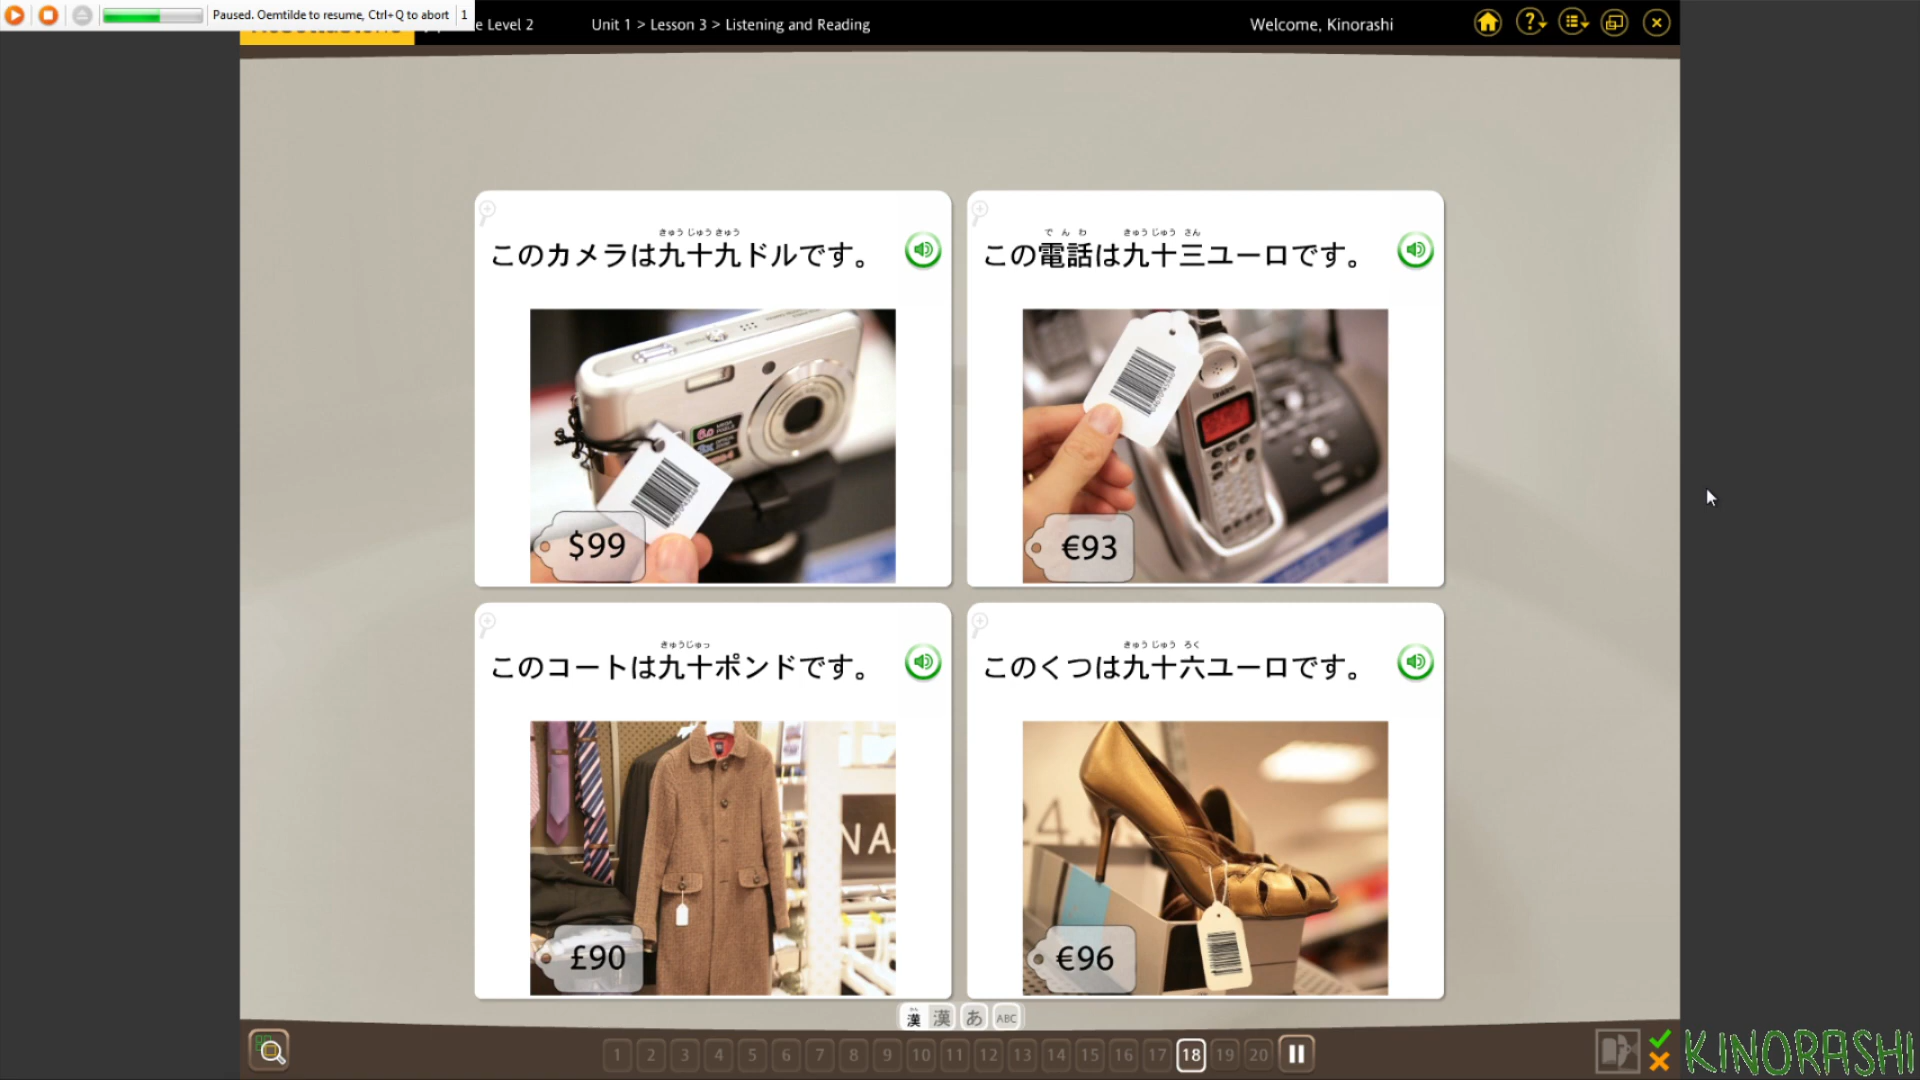 Paused. Oemtilde to resume, Ctrl+Q to abort 1
e Level 2
Unit 1 > Lesson 3 > Listening and Reading
Welcome, Kinorashi
きゅう じゅう きゅう
このカメラは九十九ドルです。
$99
でんわ きゅう じゅう さん
この電話は九十三ユーロです。
€93
きゅうじゅっ
このコートは九十ポンドです。
£90
きゅう じゅう ろく
このくつは九十六ユーロです。
€96
漢 漢 あ ABC
1 2 3 4 5 6 7 8 9 10 11 12 13 14 15 16 17 18 19 20
KINORASHI